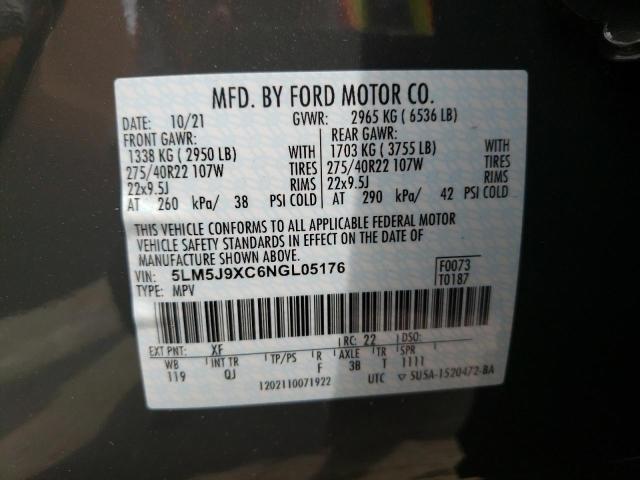 MFD. BY FORD MOTOR CO.
DATE: 10/21 GVWR: 2965 KG ( 6536 LB)
FRONT GAWR: REAR GAWR:
1338 KG ( 2950 LB) WITH 1703 KG ( 3755 LB) WITH
275/40R22 107W TIRES 275/40R22 107W TIRES
22x9.5J RIMS 22x9.5J RIMS
AT 260 kPa/ 38 PSI COLD AT 290 kPa/ 42 PSI COLD
THIS VEHICLE CONFORMS TO ALL APPLICABLE FEDERAL MOTOR
VEHICLE SAFETY STANDARDS IN EFFECT ON THE DATE OF
MANUFACTURE SHOWN ABOVE.
VIN: 5LM5J9XC6NGL05176 F0073
TYPE: MPV T0187
EXT PNT: XF RC: 22 DSO:
WB INT TR TP/PS R AXLE TR SPR
119 QJ F 3B T 1111
1202110071922 UTC ▽ 5U5A-1520472-BA